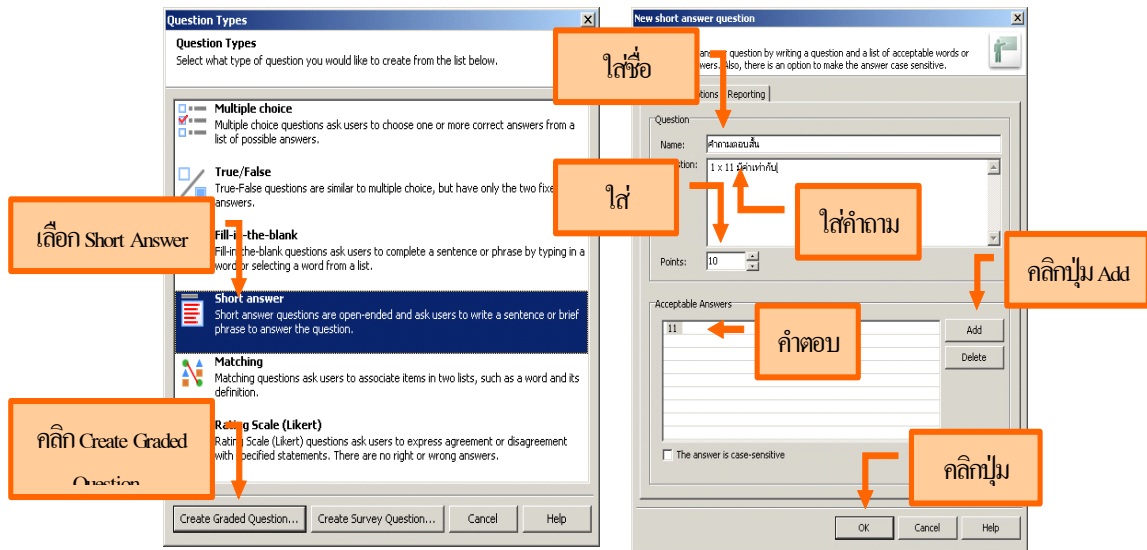 Question Types
Question Types
Select what type of question you would like to create from the list below.
Multiple choice
Multiple choice questions ask users to choose one or more correct answers from a
list of possible answers.
True/False
True-False questions are similar to multiple choice, but have only the two
answers.
Fill-in-the-blank
Fill-in-the-blank questions ask users to complete a sentence or phrase by typing in a
word or selecting a word from a list.
Short answer
Short answer questions are open-ended and ask users to write a sentence or brief
phrase to answer the question.
Matching
Matching questions ask users to associate items in two lists, such as a word and its
definition.
Rating Scale (Likert)
Rating Scale (Likert) questions ask users to express agreement or disagreement
with specified statements. There are no right or wrong answers.
Create Graded Question...
Create Survey Question...
Cancel
Help
เลือก Short Answer
คลิก Create Graded
Question
New short answer question
question by writing a question and a list of acceptable words or
Also, there is an option to make the answer case sensitive.
Reporting
Question
Name:
คำถามตอบสั้น
1 x 11 มีค่าเท่ากับ
Points:
10
Acceptable Answers
11
Add
Delete
The answer is case-sensitive
OK
Cancel
Help
ใส่ชื่อ
ใส่
ใส่คำถาม
คลิกปุ่ม Add
คำตอบ
คลิกปุ่ม